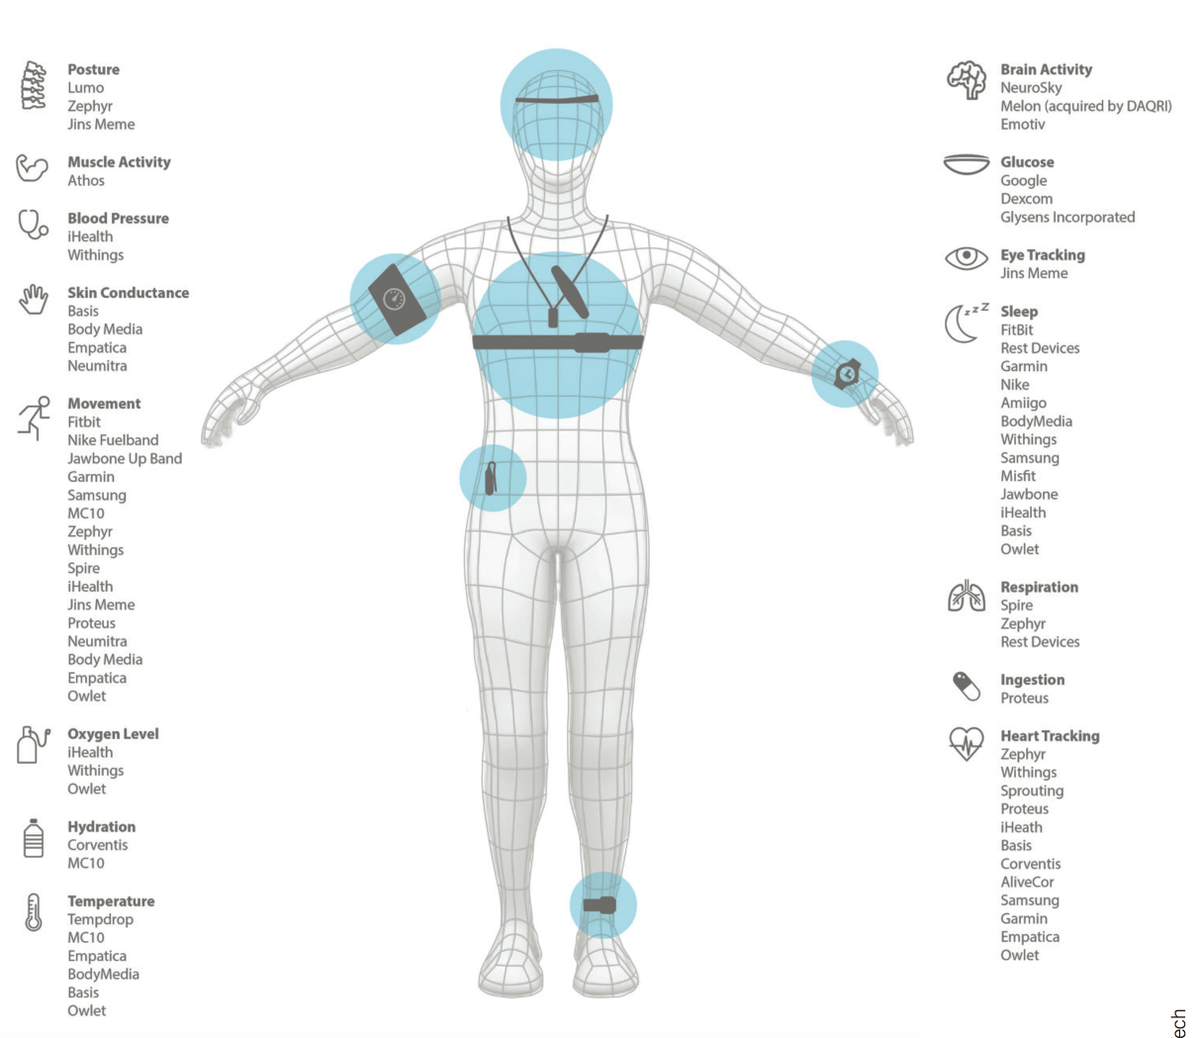 Posture
Lumo
Zephyr
Jins Meme
Muscle Activity
Athos
Blood Pressure
iHealth
Withings
Skin Conductance
Basis
Body Media
Empatica
Neumitra
Movement
Fitbit
Nike Fuelband
Jawbone Up Band
Garmin
Samsung
MC10
Zephyr
Withings
Spire
iHealth
Jins Meme
Proteus
Neumitra
Body Media
Empatica
Owlet
Oxygen Level
iHealth
Withings
Owlet
Hydration
Corventis
MC10
Temperature
Tempdrop
MC10
Empatica
BodyMedia
Basis
Owlet
Brain Activity
NeuroSky
Melon (acquired by DAQRI)
Emotiv
Glucose
Google
Dexcom
Glysens Incorporated
Eye Tracking
Jins Meme
zzZ
Sleep
FitBit
Rest Devices
Garmin
Nike
Amiigo
BodyMedia
Withings
Samsung
Misfit
Jawbone
iHealth
Basis
Owlet
Respiration
Spire
Zephyr
Rest Devices
Ingestion
Proteus
Heart Tracking
Zephyr
Withings
Sprouting
Proteus
iHeath
Basis
Corventis
AliveCor
Samsung
Garmin
Empatica
Owlet
ech